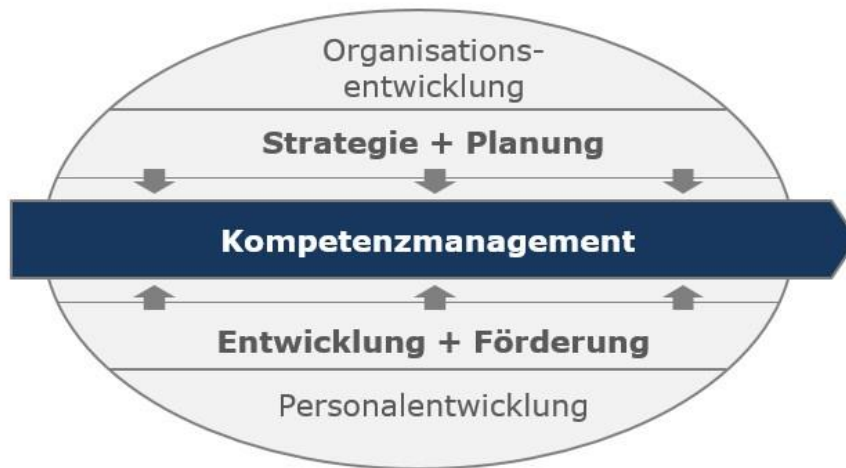 Organisations-
entwicklung
Strategie + Planung
Kompetenzmanagement
Entwicklung + Förderung
Personalentwicklung